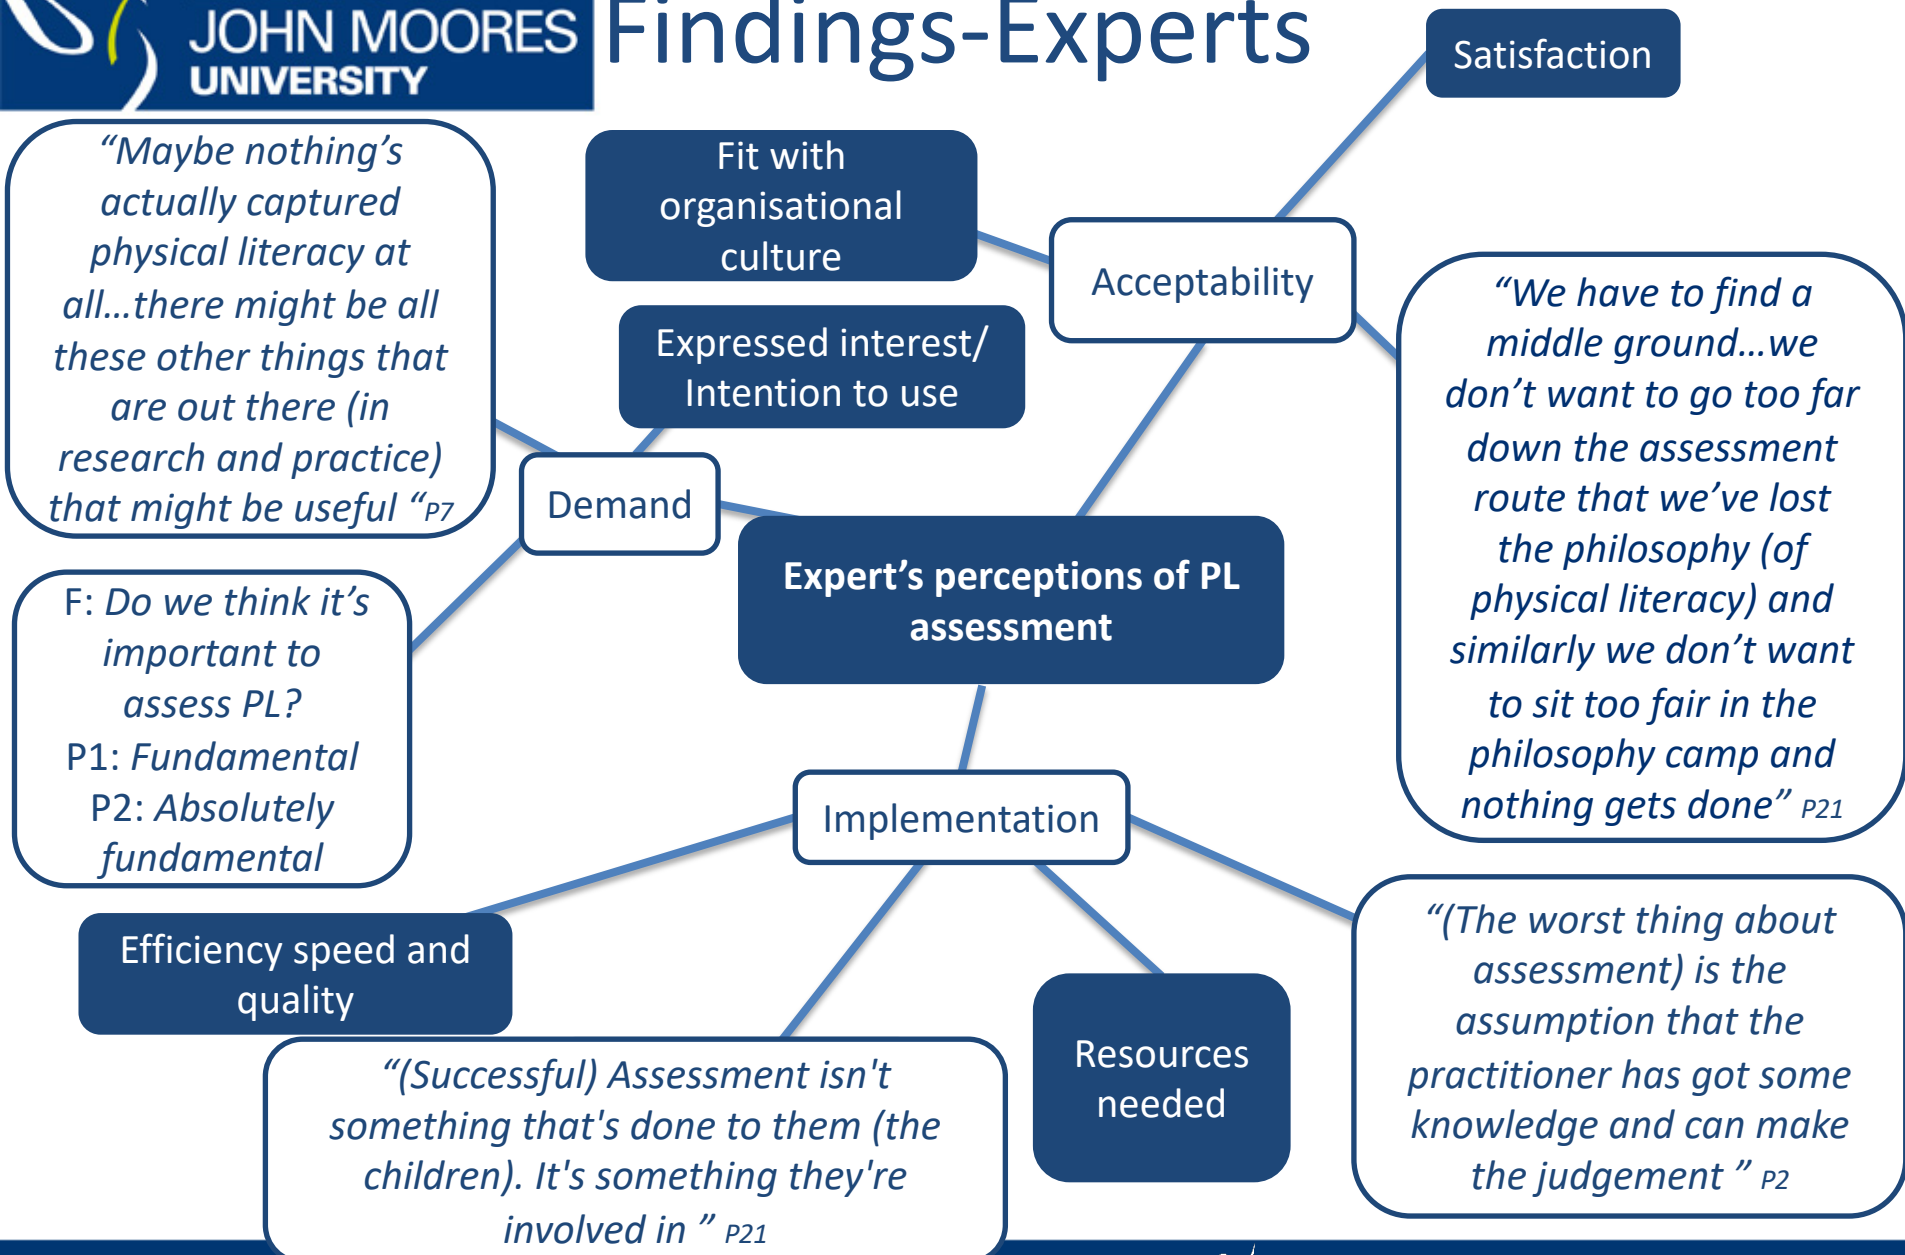 JOHN MOORES
UNIVERSITY
Findings-Experts
Satisfaction
“Maybe nothing’s
actually captured
physical literacy at
all…there might be all
these other things that
are out there (in
research and practice)
that might be useful “P7
Fit with
organisational
culture
Acceptability
Expressed interest/
Intention to use
“We have to find a
middle ground…we
don’t want to go too far
down the assessment
route that we’ve lost
the philosophy (of
physical literacy) and
similarly we don’t want
to sit too fair in the
philosophy camp and
nothing gets done” P21
Demand
Expert’s perceptions of PL
assessment
F: Do we think it’s
important to
assess PL?
P1: Fundamental
P2: Absolutely
fundamental
Implementation
Efficiency speed and
quality
“(Successful) Assessment isn't
something that's done to them (the
children). It's something they're
involved in ” P21
Resources
needed
“(The worst thing about
assessment) is the
assumption that the
practitioner has got some
knowledge and can make
the judgement ” P2